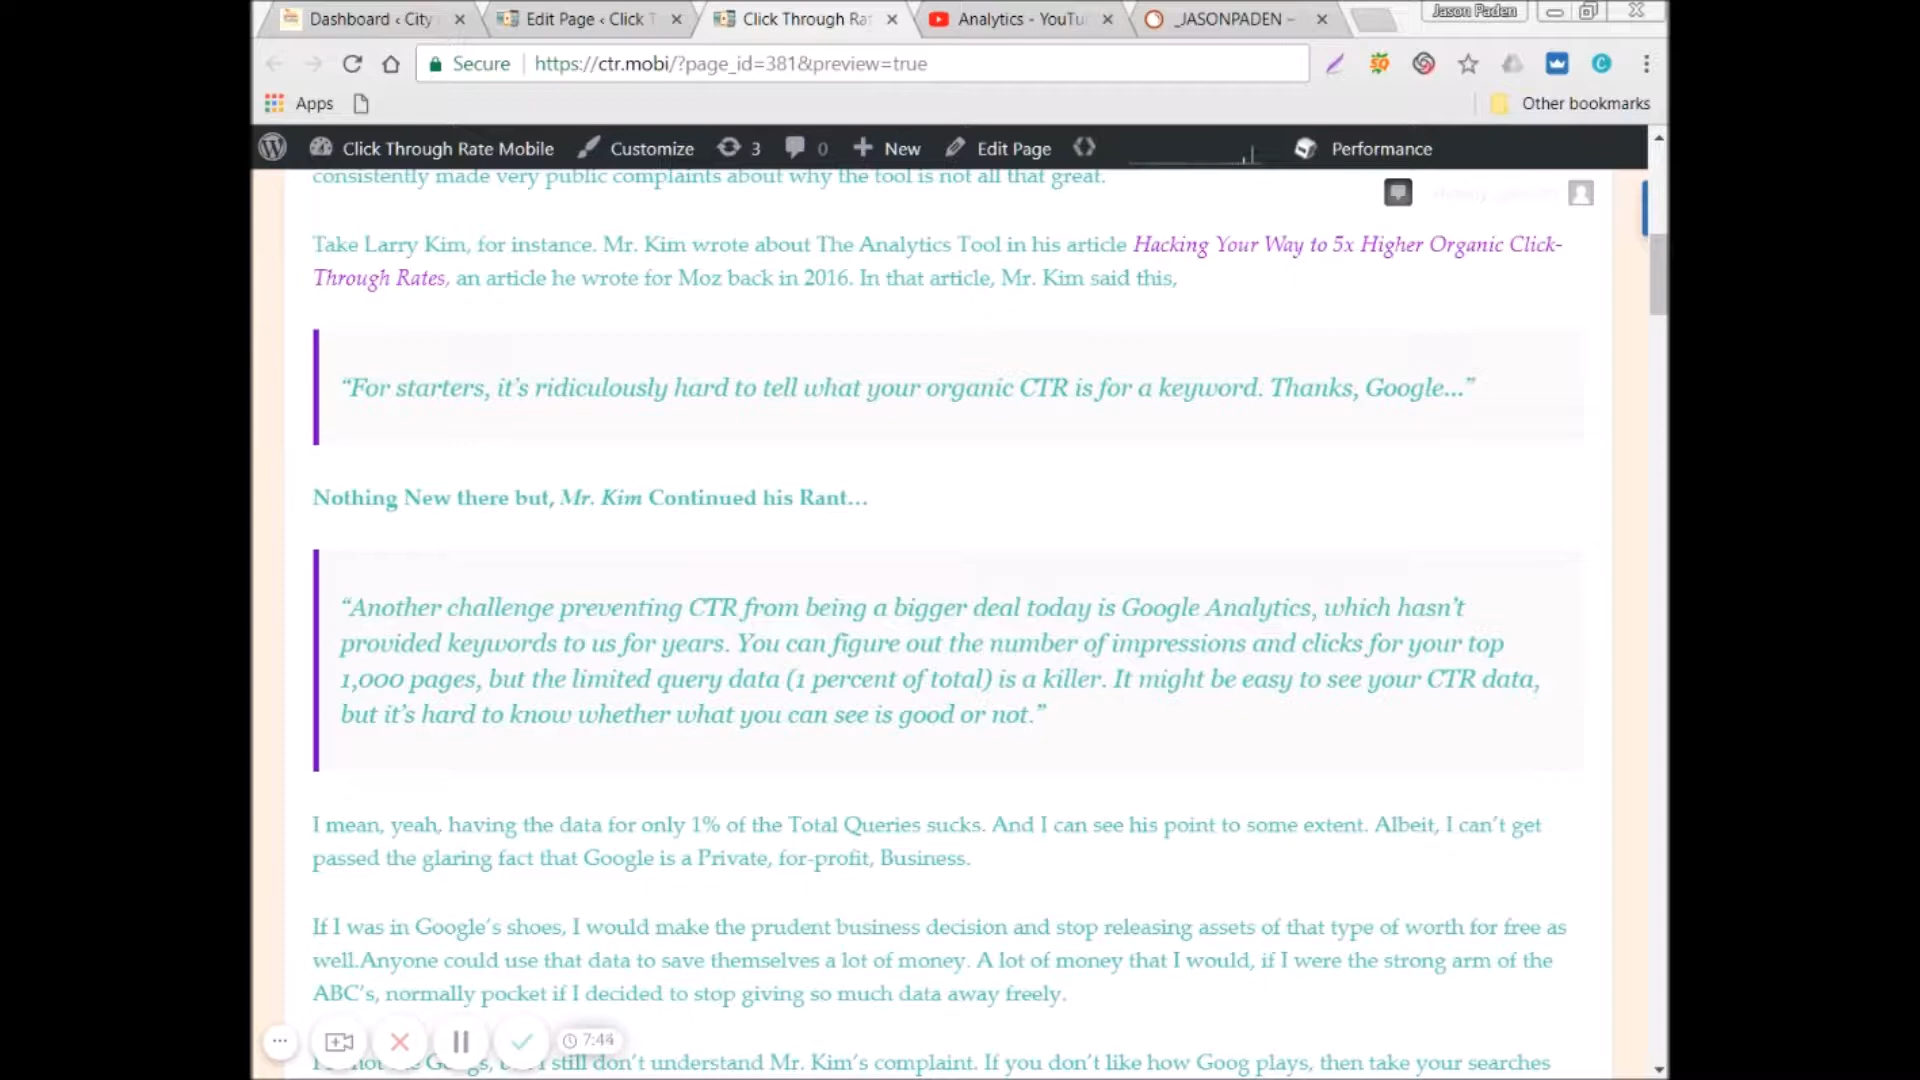 Dashboard ‹ City
Edit Page ‹ Click T
Click Through Ra
Analytics - YouTu
_JASONPADEN –
Jason Paden
Secure
https://ctr.mobi/?page_id=381&preview=true
Apps
Other bookmarks
Click Through Rate Mobile
Customize
3
0
New
Edit Page
Performance
consistently made very public complaints about why the tool is not all that great.
Take Larry Kim, for instance. Mr. Kim wrote about The Analytics Tool in his article Hacking Your Way to 5x Higher Organic Click-
Through Rates, an article he wrote for Moz back in 2016. In that article, Mr. Kim said this,
“For starters, it’s ridiculously hard to tell what your organic CTR is for a keyword. Thanks, Google…”
Nothing New there but, Mr. Kim Continued his Rant…
“Another challenge preventing CTR from being a bigger deal today is Google Analytics, which hasn’t
provided keywords to us for years. You can figure out the number of impressions and clicks for your top
1,000 pages, but the limited query data (1 percent of total) is a killer. It might be easy to see your CTR data,
but it’s hard to know whether what you can see is good or not.”
I mean, yeah, having the data for only 1% of the Total Queries sucks. And I can see his point to some extent. Albeit, I can’t get
passed the glaring fact that Google is a Private, for-profit, Business.
If I was in Google’s shoes, I would make the prudent business decision and stop releasing assets of that type of worth for free as
well.Anyone could use that data to save themselves a lot of money. A lot of money that I would, if I were the strong arm of the
ABC’s, normally pocket if I decided to stop giving so much data away freely.
7:44
still don’t understand Mr. Kim’s complaint. If you don’t like how Goog plays, then take your searches